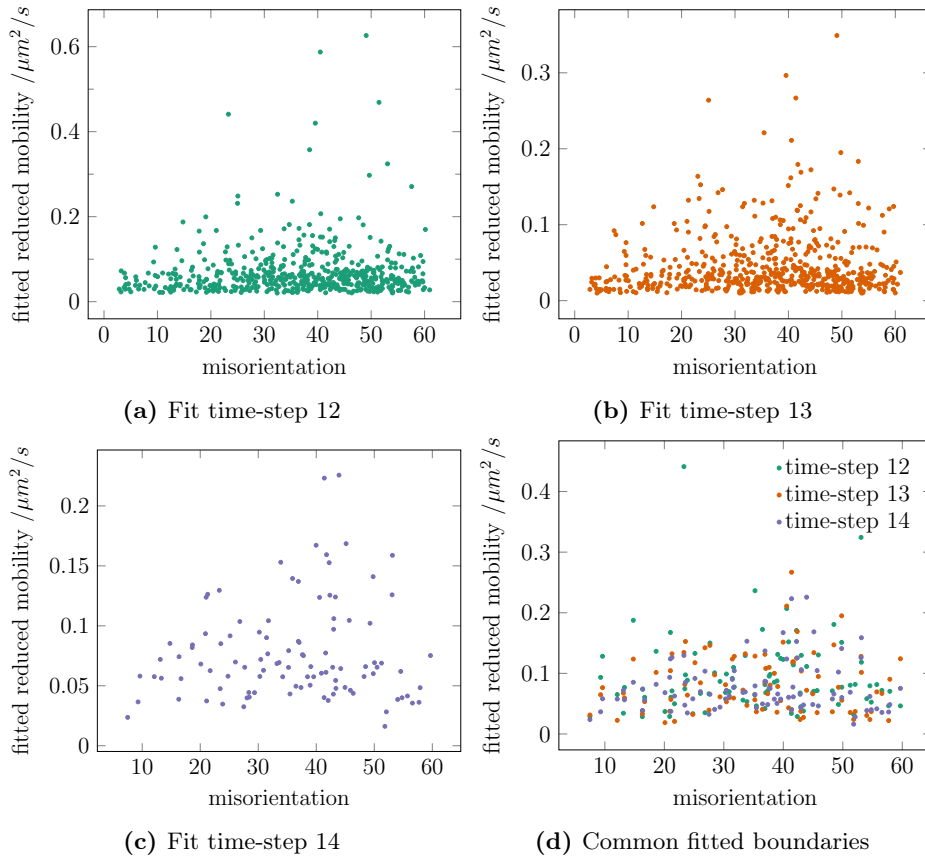 fitted reduced mobility /μm²/s
0.6
0.4
0.2
0
0 10 20 30 40 50 60
misorientation
(a) Fit time-step 12
fitted reduced mobility /μm²/s
0.3
0.2
0.1
0
0 10 20 30 40 50 60
misorientation
(b) Fit time-step 13
fitted reduced mobility /μm²/s
0.2
0.15
0.1
0.05
0
10 20 30 40 50 60
misorientation
(c) Fit time-step 14
fitted reduced mobility /μm²/s
0.4
0.3
0.2
0.1
0
time-step 12
time-step 13
time-step 14
10 20 30 40 50 60
misorientation
(d) Common fitted boundaries